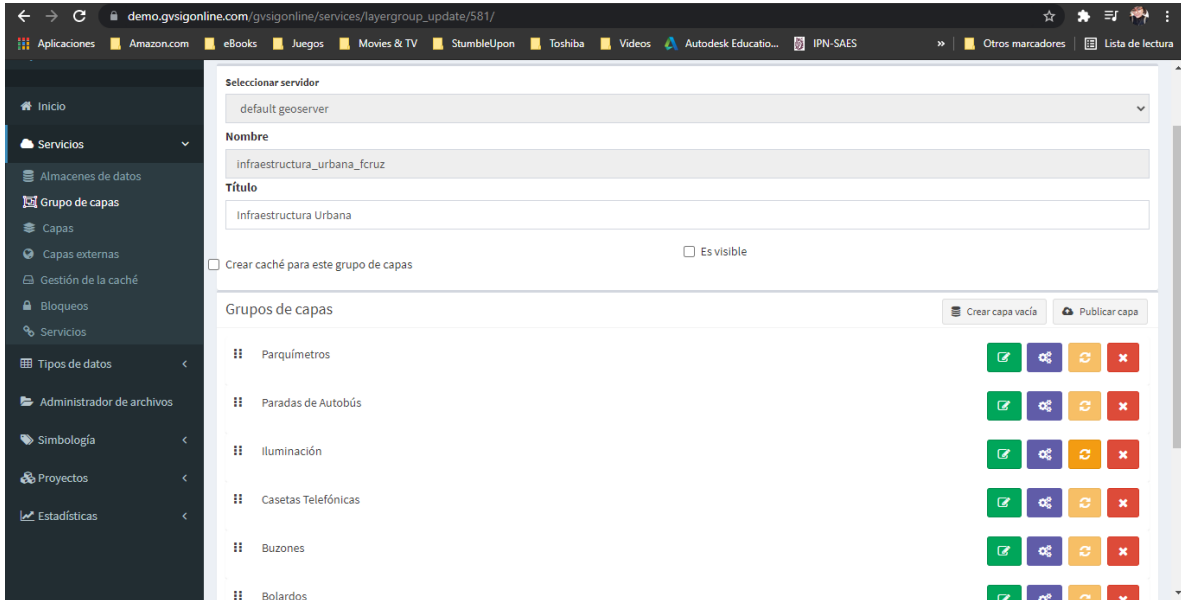 demo.gvsigonline.com/gvsigonline/services/layergroup_update/581/
Aplicaciones Amazon.com eBooks Juegos Movies & TV StumbleUpon Toshiba Videos Autodesk Educatio... IPN-SAES » Otros marcadores Lista de lectura
Inicio
Servicios
Almacenes de datos
Grupo de capas
Capas
Capas externas
Gestión de la caché
Bloqueos
Servicios
Tipos de datos
Administrador de archivos
Simbología
Proyectos
Estadísticas
Seleccionar servidor
default geoserver
Nombre
infraestructura_urbana_fcruz
Título
Infraestructura Urbana
Es visible
Crear caché para este grupo de capas
Grupos de capas
Crear capa vacía
Publicar capa
Parquímetros
Paradas de Autobús
Iluminación
Casetas Telefónicas
Buzones
Bolardos